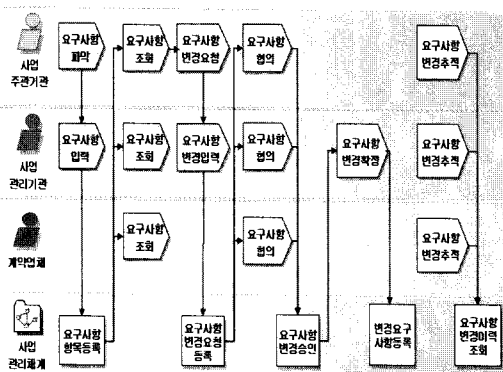 요구사항
파악
요구사항
조회
요구사항
변경요청
요구사항
협의
요구사항
변경추적
사업
주관기관
요구사항
입력
요구사항
조회
요구사항
변경입력
요구사항
협의
요구사항
변경확정
요구사항
변경추적
사업
관리기관
요구사항
조회
요구사항
협의
요구사항
변경추적
계약업체
요구사항
항목등록
요구사항
변경요청
등록
요구사항
변경승인
변경요구
사항등록
요구사항
변경이력
조회
사업
관리체계